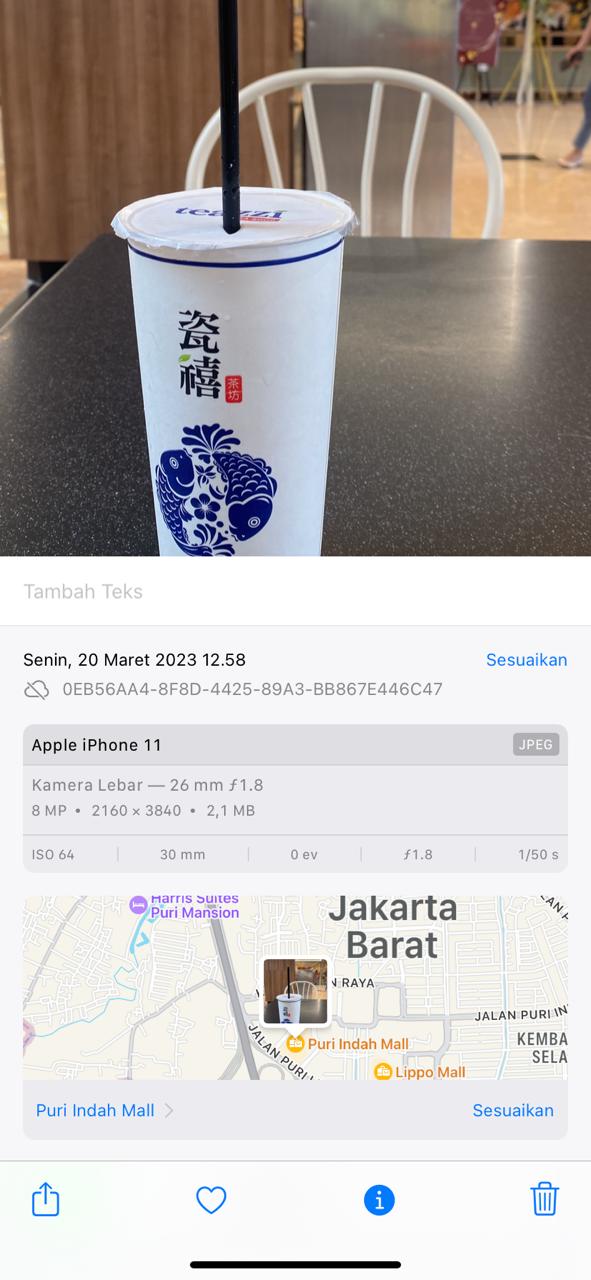 teazzi
瓷
禧
茶
坊
Tambah Teks
Senin, 20 Maret 2023 12.58
Sesuaikan
0EB56AA4-8F8D-4425-89A3-BB867E446C47
Apple iPhone 11
JPEG
Kamera Lebar — 26 mm ƒ1.8
8 MP • 2160 × 3840 • 2,1 MB
ISO 64
30 mm
0 ev
ƒ1.8
1/50 s
Harris Suites
Puri Mansion
Jakarta
Barat
N RAYA
JALAN PURI IN
JALAN PURI
Puri Indah Mall
KEMBA
SELA
Lippo Mall
Puri Indah Mall
Sesuaikan